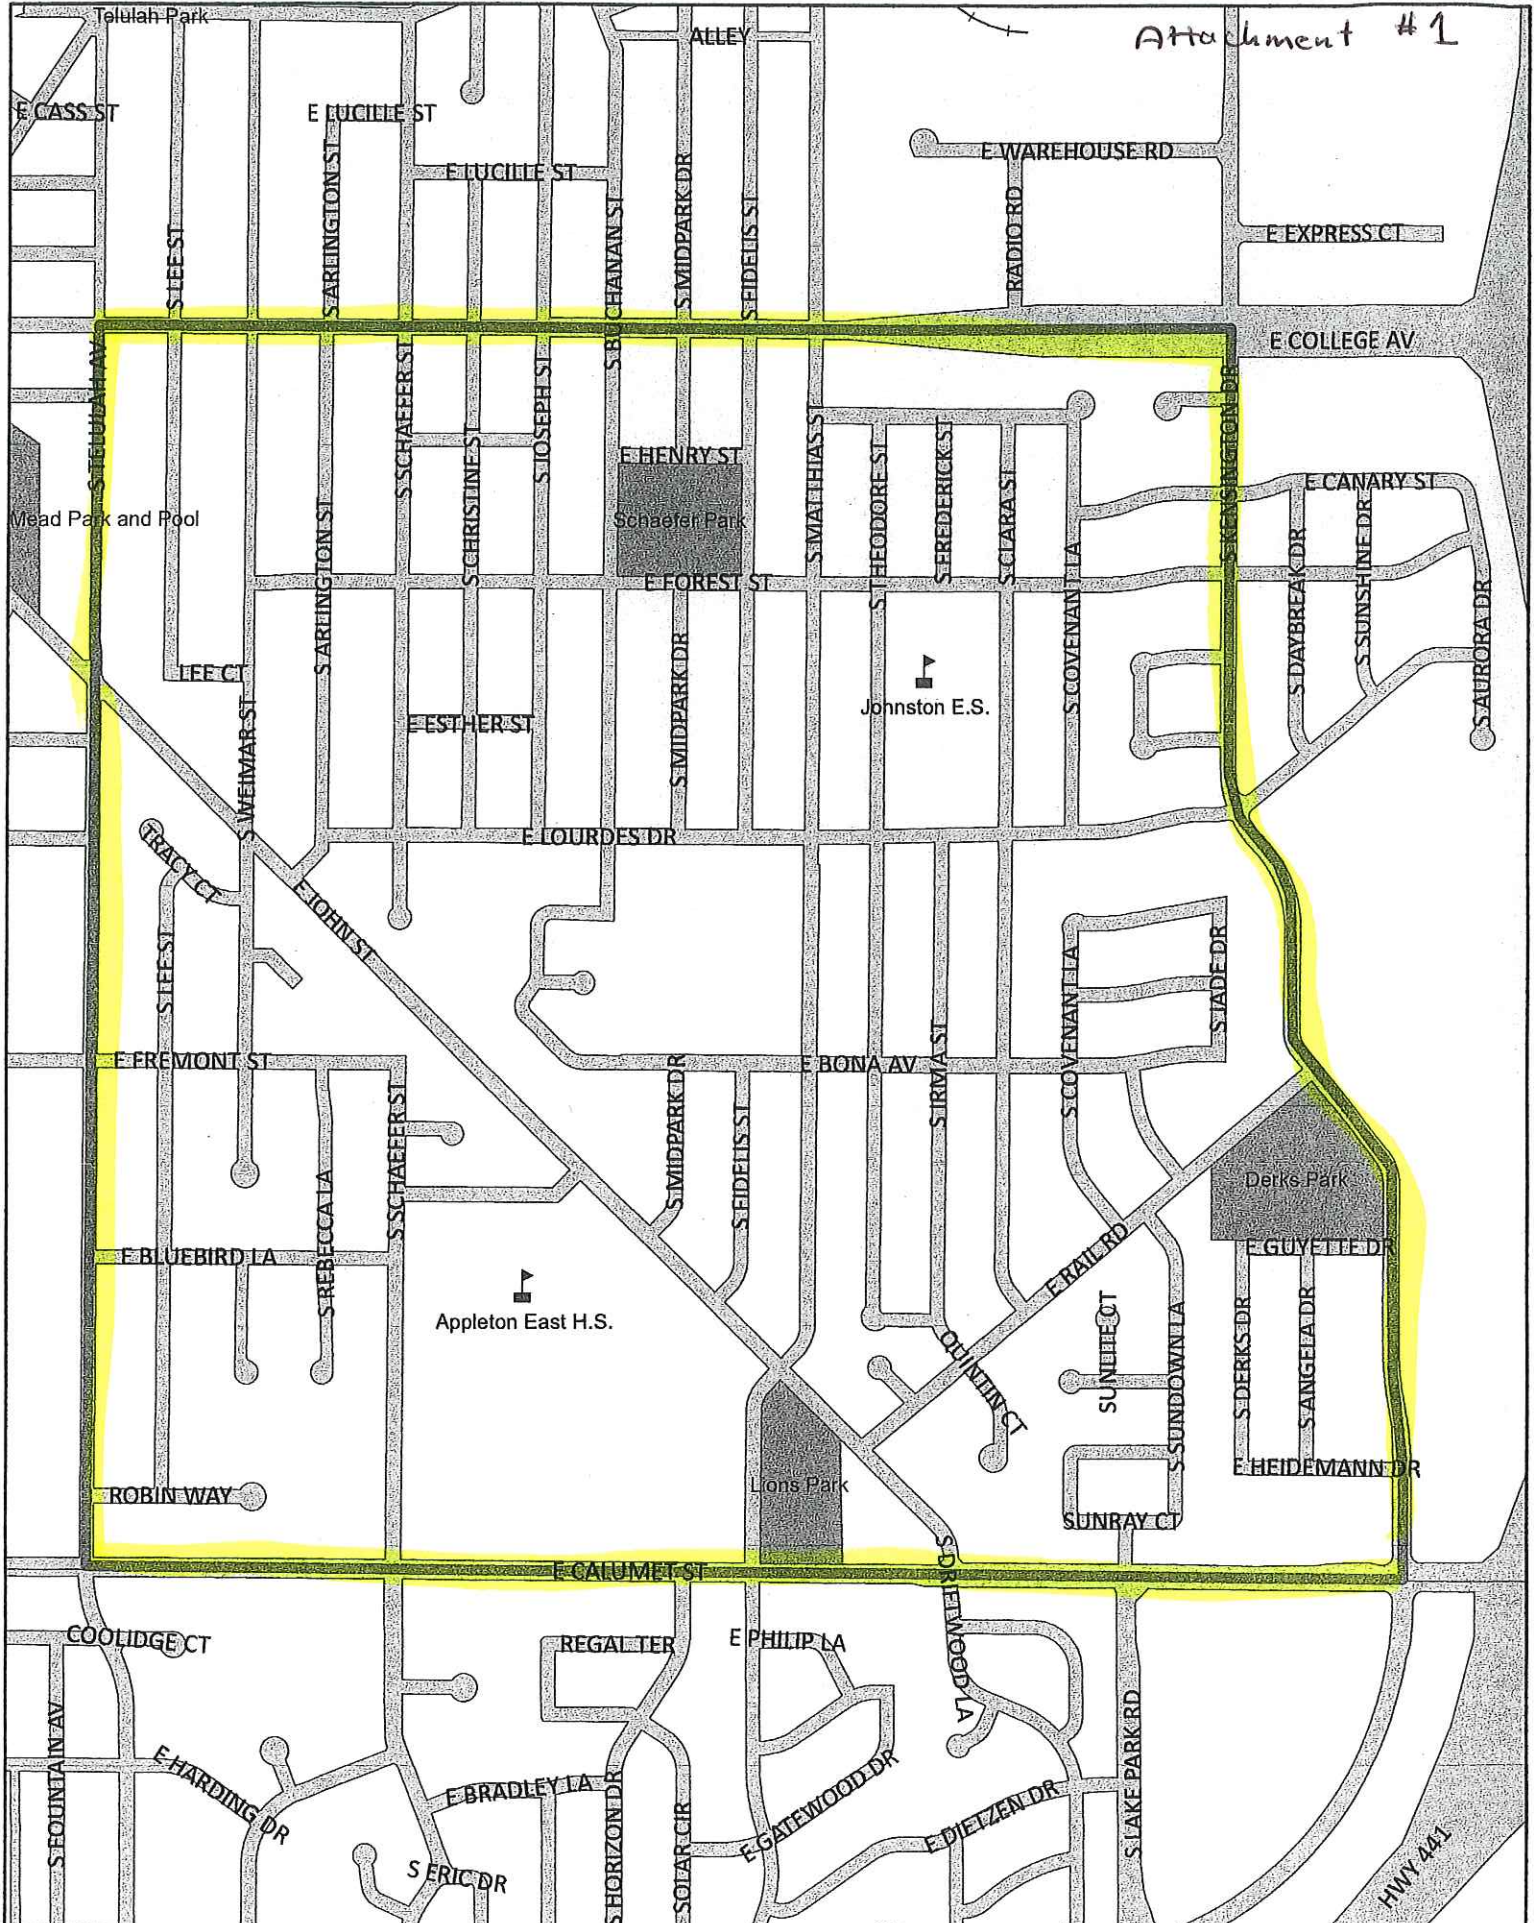 Telulah Park
ALLEY
Attachment #1
E CASS ST
E LUCILLE ST
E LUCILLE ST
E WAREHOUSE RD
S LEE ST
S ARLINGTON ST
S BUCHANAN ST
S MIDPARK DR
S FIDELIS ST
RADIO RD
E EXPRESS CT
E COLLEGE AV
S TELULAH AV
S SCHAEFER S
S JOSEPH ST
S KENSINGTON DR
E HENRY ST
S CHRISTINE ST
S MATTHIAS S
S THEODORE ST
S FREDERICK ST
S CLARA ST
E CANARY ST
Mead Park and Pool
Schaefer Park
S ARLINGTON ST
S COVENANT LA
S DAYBREAK DR
S SUNSHINE DR
S AURORA DR
E FOREST ST
LEE CT
S MIDPARK DR
Johnston E.S.
E ESTHER ST
S WEIMAR ST
E LOURDES DR
TRACY CT
E JOHN ST
S LEE ST
S COVENANT LA
S JADE DR
E FREMONT ST
E BONA AV
S IRMA ST
S MIDPARK DR
S FIDELIS ST
S SCHAEFER ST
S REBECCA LA
Derks Park
E BLUEBIRD LA
E GUYETTE DR
E RAIL RD
Appleton East H.S.
SUNLITE CT
S SUNDOWN LA
S DERKS DR
S ANGELA DR
QUINTIN CT
E HEIDEMANN DR
Lions Park
ROBIN WAY
SUNRAY CT
E CALUMET ST
S DRIFTWOOD LA
COOLIDGE CT
REGAL TER
E PHILIP LA
S FOUNTAIN AV
E HARDING DR
E BRADLEY LA
S HORIZON DR
SOLAR CIR
E GATEWOOD DR
E DIETZEN DR
S LAKE PARK RD
S ERIC DR
HWY 441